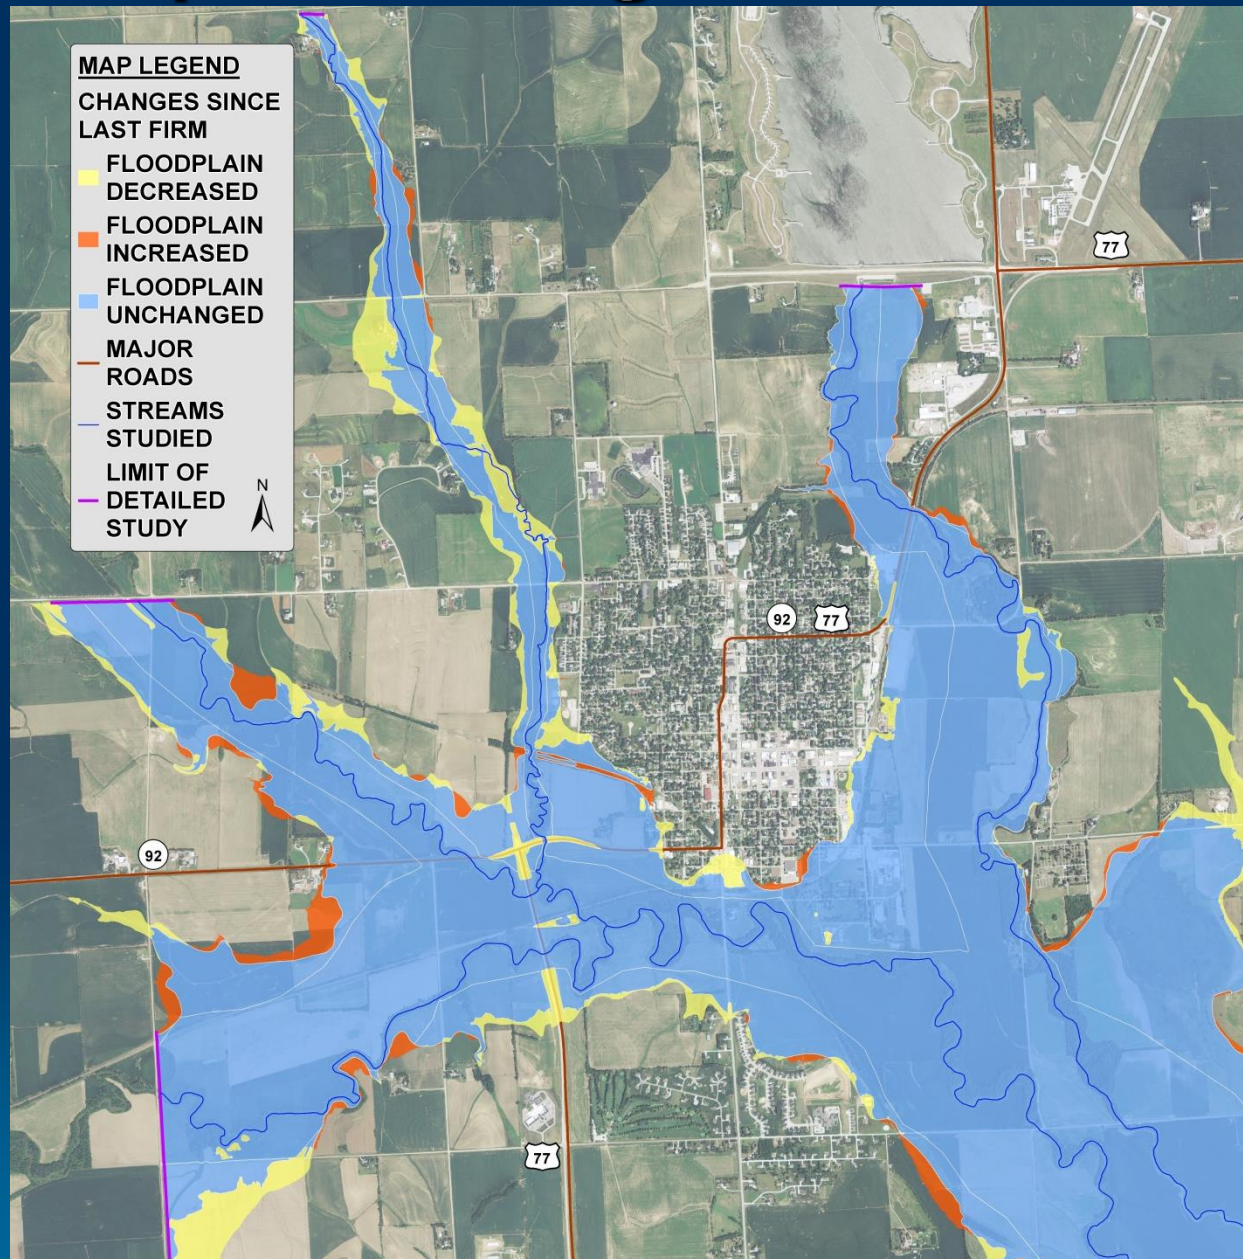 MAP LEGEND
CHANGES SINCE
LAST FIRM
FLOODPLAIN
DECREASED
FLOODPLAIN
INCREASED
FLOODPLAIN
UNCHANGED
MAJOR
ROADS
STREAMS
STUDIED
LIMIT OF
DETAILED
STUDY
N
77
92
77
92
77